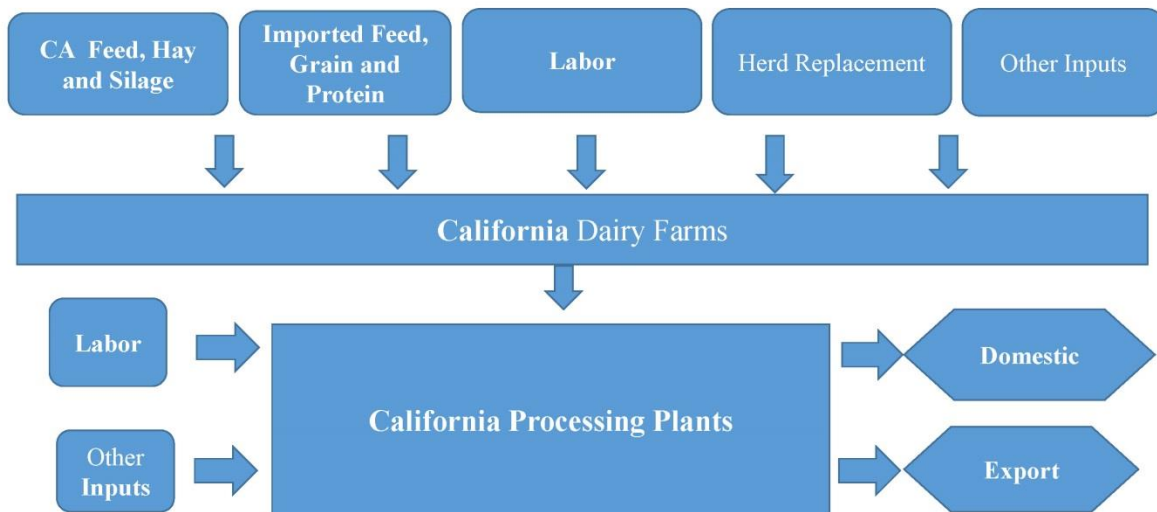 CA Feed, Hay
and Silage
Imported Feed,
Grain and
Protein
Labor
Herd Replacement
Other Inputs
California Dairy Farms
Labor
Domestic
California Processing Plants
Other
Inputs
Export